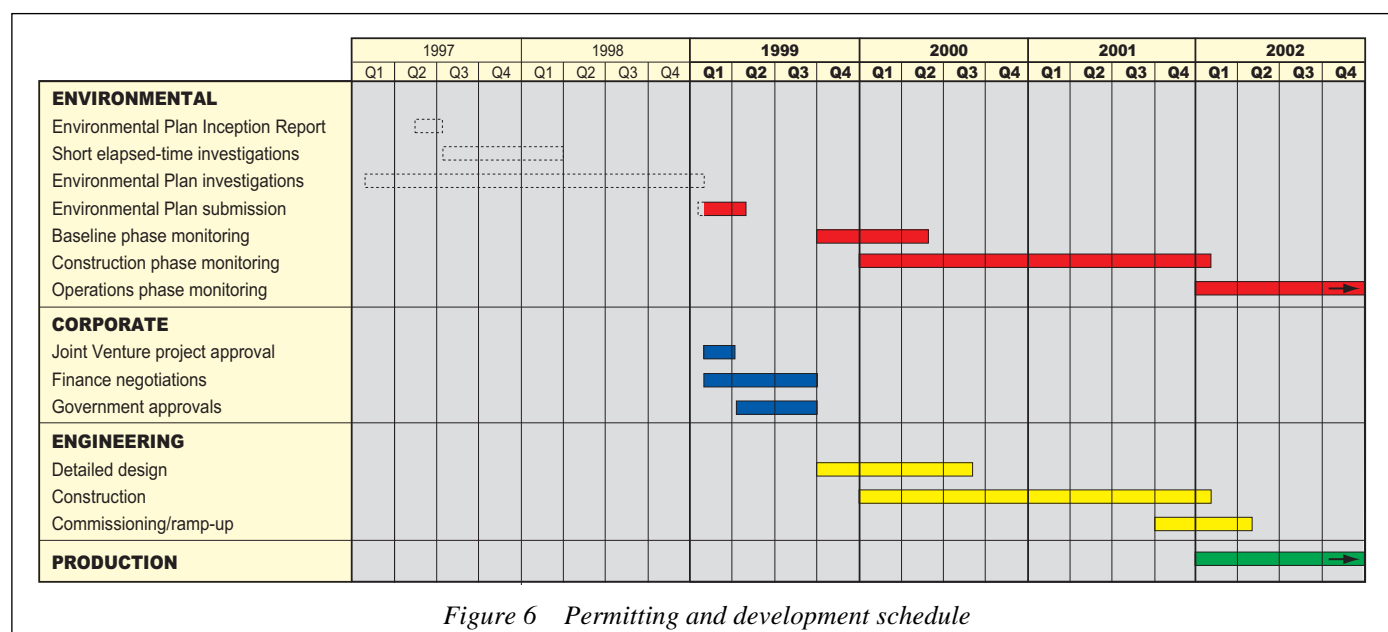 1997 1998 1999 2000 2001 2002
Q1 Q2 Q3 Q4 Q1 Q2 Q3 Q4 Q1 Q2 Q3 Q4 Q1 Q2 Q3 Q4 Q1 Q2 Q3 Q4 Q1 Q2 Q3 Q4
ENVIRONMENTAL
Environmental Plan Inception Report
Short elapsed-time investigations
Environmental Plan investigations
Environmental Plan submission
Baseline phase monitoring
Construction phase monitoring
Operations phase monitoring
CORPORATE
Joint Venture project approval
Finance negotiations
Government approvals
ENGINEERING
Detailed design
Construction
Commissioning/ramp-up
PRODUCTION
Figure 6 Permitting and development schedule